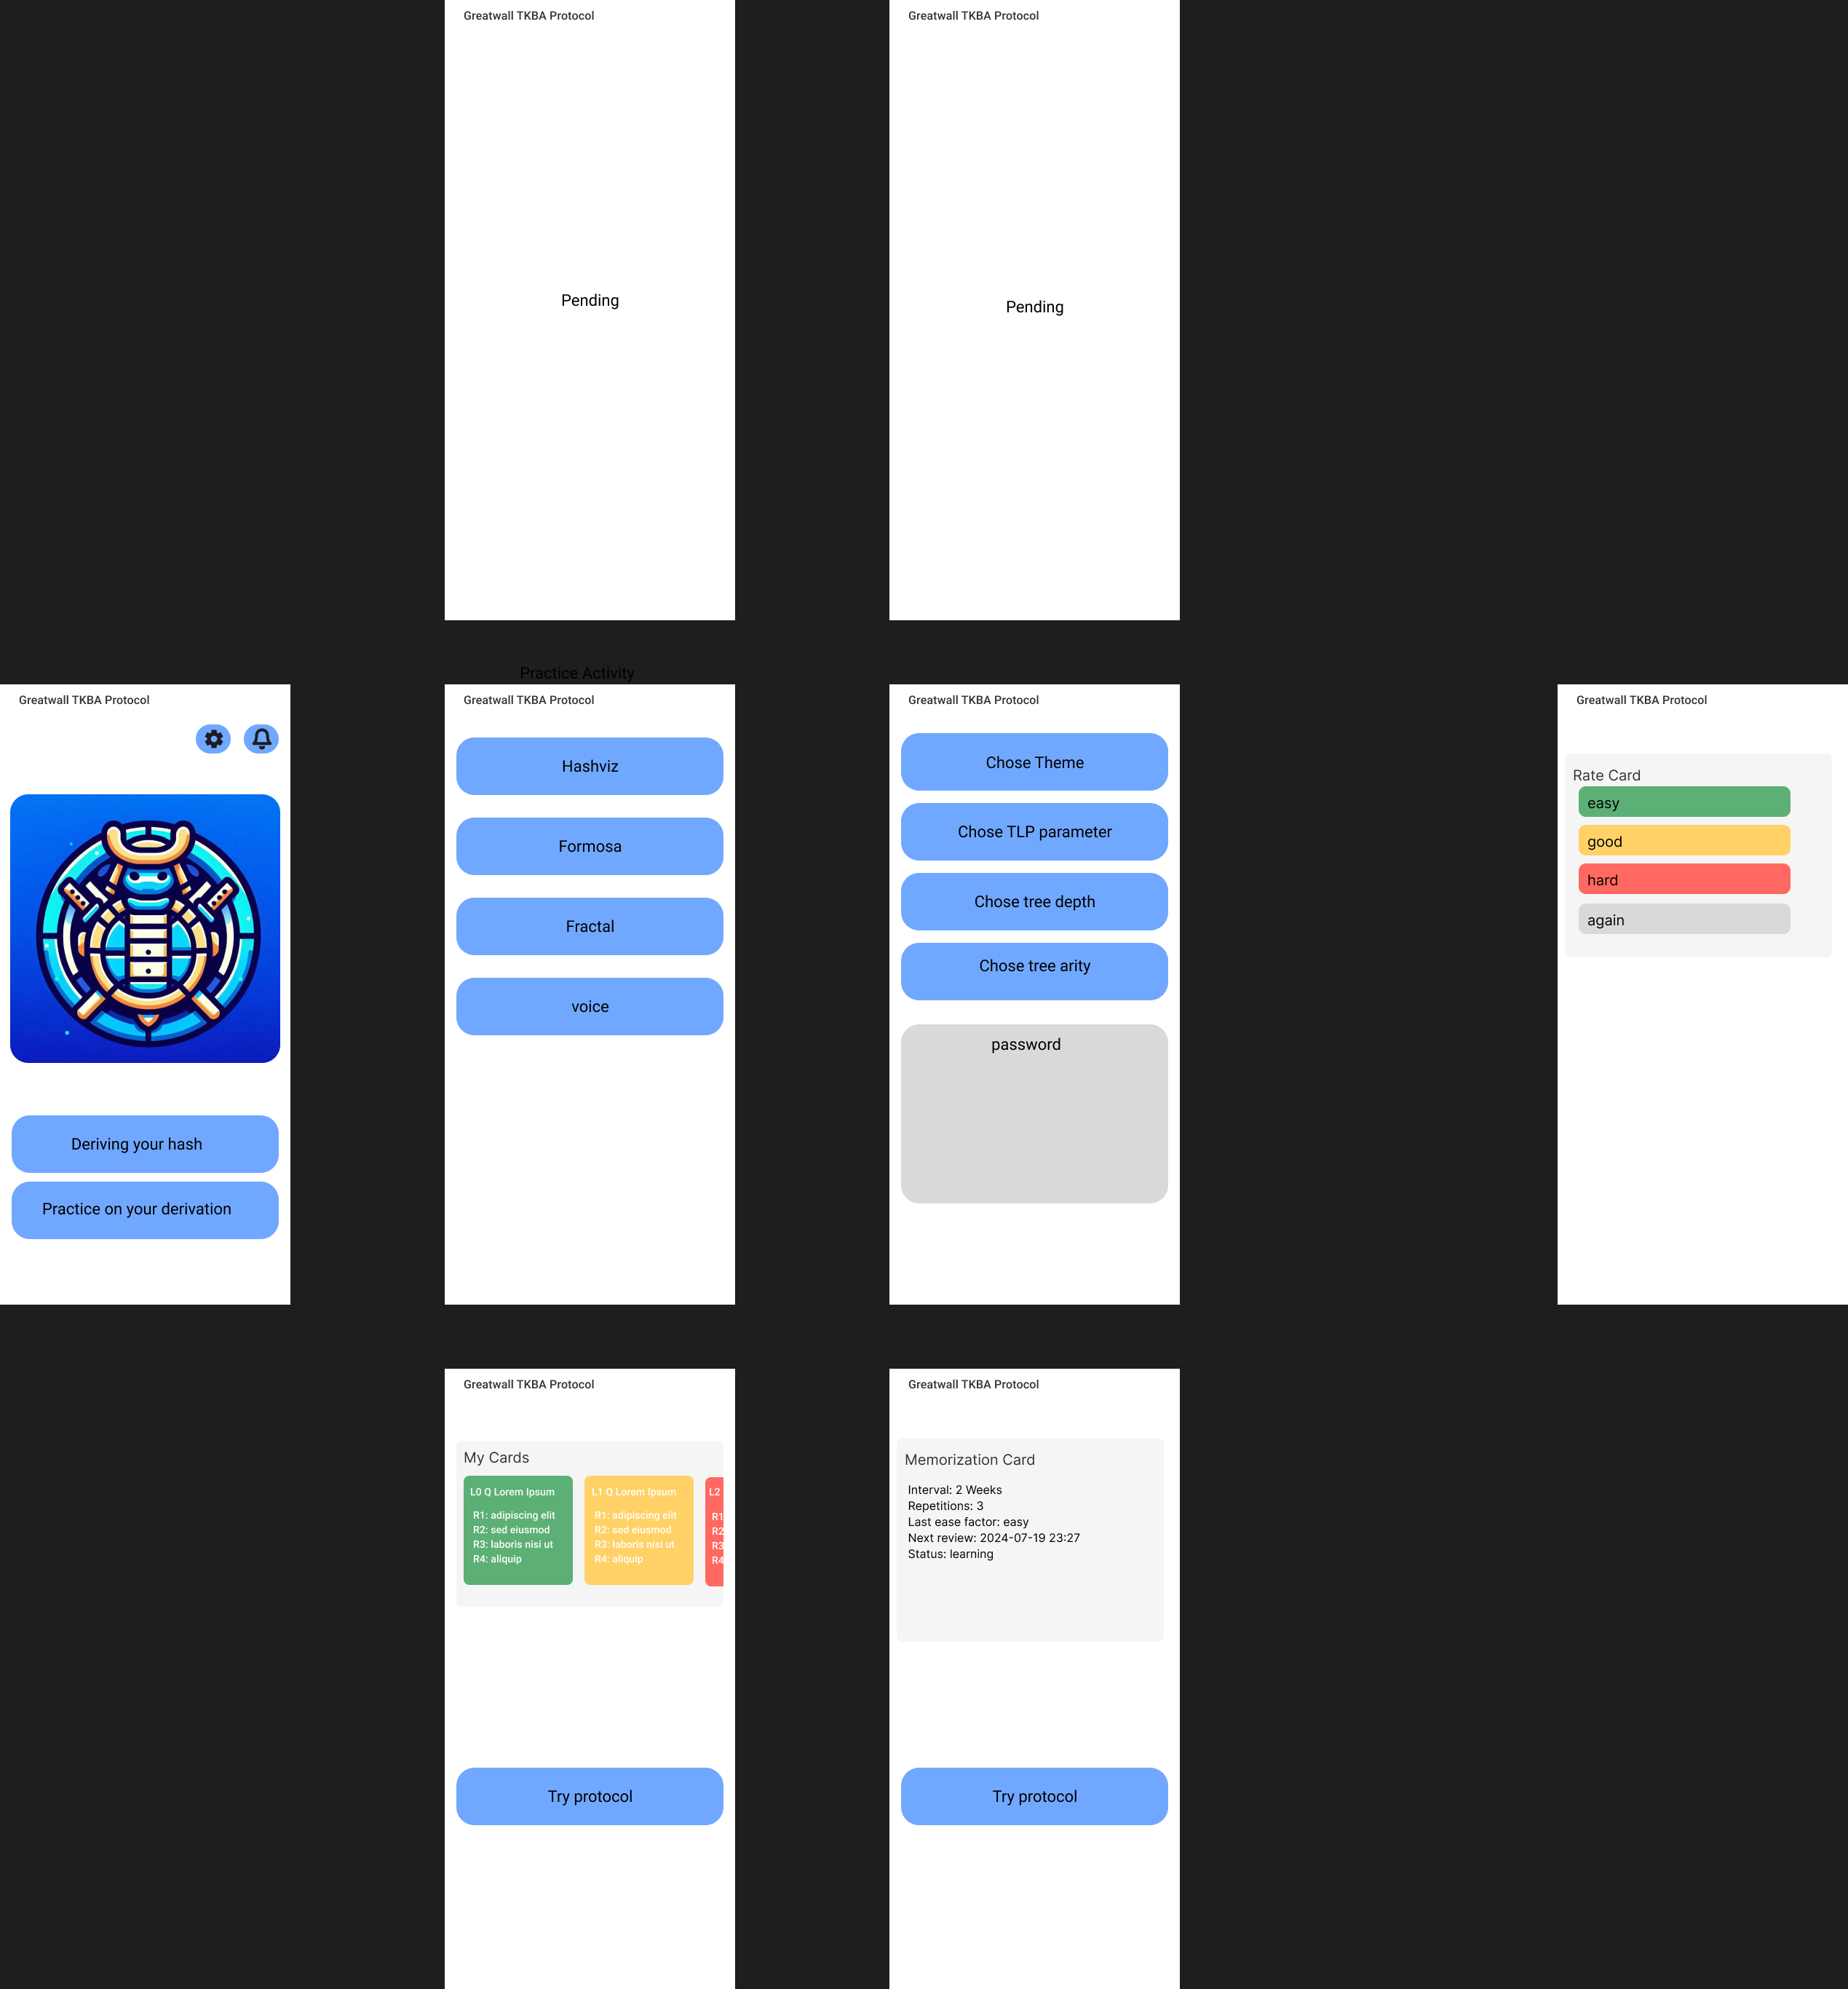 Greatwall TKBA Protocol
Pending
Greatwall TKBA Protocol
Pending
Greatwall TKBA Protocol
Deriving your hash
Practice on your derivation
Practice Activity
Greatwall TKBA Protocol
Hashviz
Formosa
Fractal
voice
Greatwall TKBA Protocol
Chose Theme
Chose TLP parameter
Chose tree depth
Chose tree arity
password
Greatwall TKBA Protocol
Rate Card
easy
good
hard
again
Greatwall TKBA Protocol
My Cards
L0 Q Lorem Ipsum
R1: adipiscing elit
R2: sed eiusmod
R3: laboris nisi ut
R4: aliquip
L1 Q Lorem Ipsum
R1: adipiscing elit
R2: sed eiusmod
R3: laboris nisi ut
R4: aliquip
L2
R1
R2
R3
R4
Try protocol
Greatwall TKBA Protocol
Memorization Card
Interval: 2 Weeks
Repetitions: 3
Last ease factor: easy
Next review: 2024-07-19 23:27
Status: learning
Try protocol